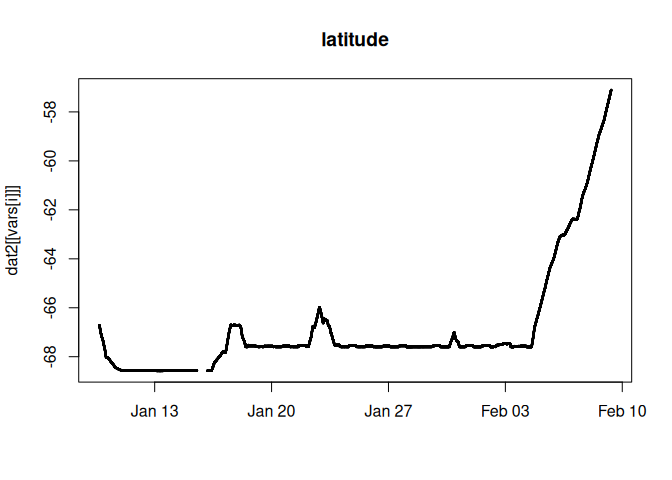 latitude
dat2[[vars[i]]]
-58
-60
-62
-64
-66
-68
Jan 13
Jan 20
Jan 27
Feb 03
Feb 10